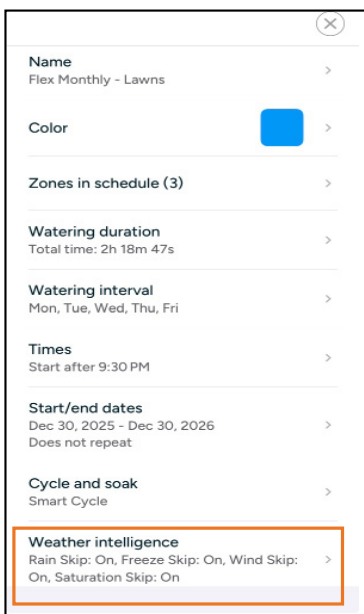 Name
Flex Monthly - Lawns
Color
Zones in schedule (3)
Watering duration
Total time: 2h 18m 47s
Watering interval
Mon, Tue, Wed, Thu, Fri
Times
Start after 9:30 PM
Start/end dates
Dec 30, 2025 - Dec 30, 2026
Does not repeat
Cycle and soak
Smart Cycle
Weather intelligence
Rain Skip: On, Freeze Skip: On, Wind Skip:
On, Saturation Skip: On